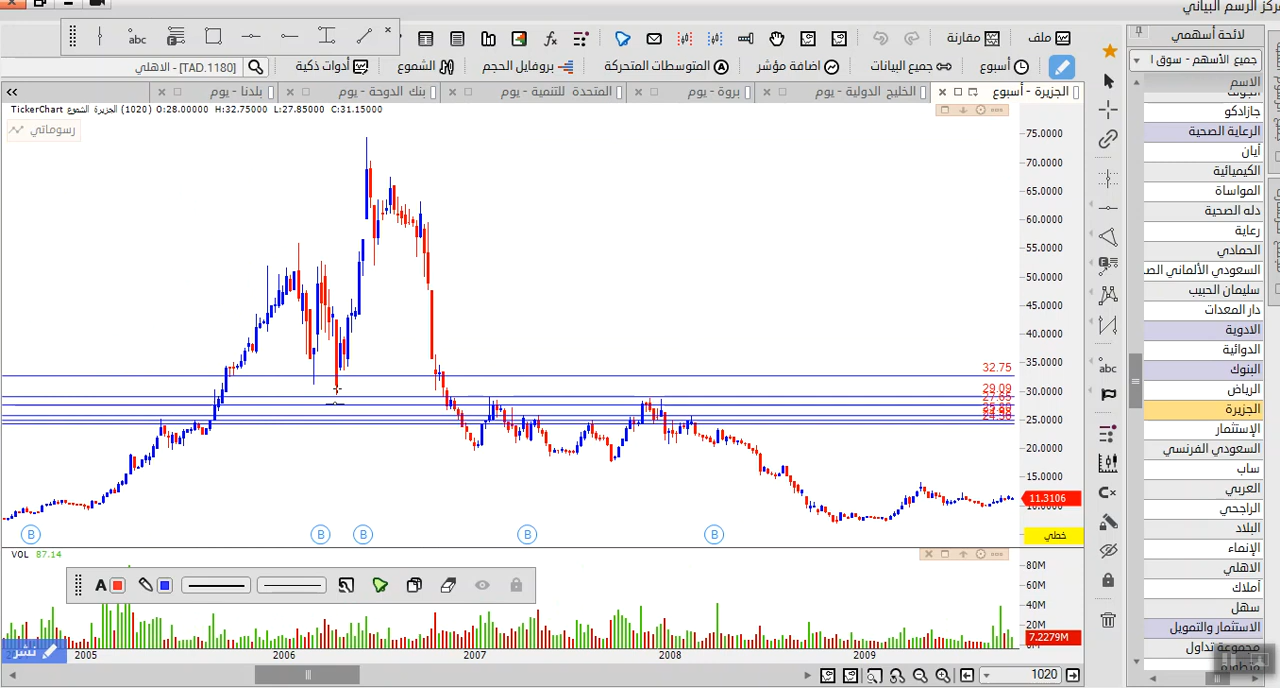 مركز الرسم البياني
abc
ملف
مقارنة
لائحة أسهمي
جميع الأسهم - سوق ا
[TAD.1180] - الاهلي
أدوات ذكية
الشموع
بروفايل الحجم
المتوسطات المتحركة
اضافة مؤشر
جميع البيانات
أسبوع
الاسم
بلدنا - يوم
بنك الدوحة - يوم
المتحدة للتنمية - يوم
بروة - يوم
الخليج الدولية - يوم
الجزيرة - أسبوع
TickerChart الجزيرة الشموع (1020) O:28.00000 H:32.75000 L:27.85000 C:31.15000
رسوماتي
جازادكو
الرعاية الصحية
أيان
الكيميائية
المواساة
دله الصحية
رعاية
الحمادي
السعودي الألماني الص
سليمان الحبيب
دار المعدات
الادوية
الدوائية
البنوك
الرياض
الجزيرة
الإستثمار
السعودي الفرنسي
ساب
العربي
الراجحي
البلاد
الإنماء
الاهلي
أملاك
سهل
الاستثمار والتمويل
مجموعة تداول
75.0000
70.0000
65.0000
60.0000
55.0000
50.0000
45.0000
40.0000
35.0000
30.0000
25.0000
20.0000
15.0000
11.3106
32.75
29.09
27.65
24.50
abc
B B B B B
خطي
VOL 87.14
A
80M
60M
40M
20M
7.2279M
نشر
2005 2006 2007 2008 2009
1020